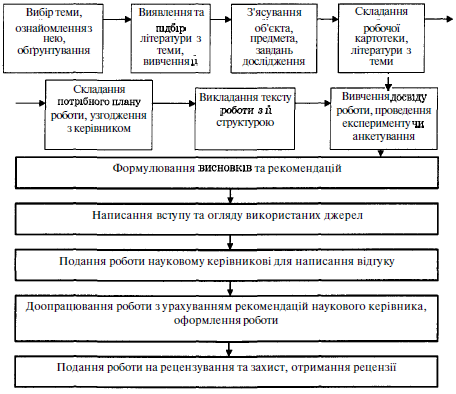 Вибір теми,
ознайомлення з
нею,
обґрунтування
Виявлення та
підбір
літератури з
теми,
вивчення її
З'ясування
об'єкта,
предмета,
завдань
дослідження
Складання
робочої
картотеки,
літератури з
теми
Складання
потрібного плану
роботи, узгодження
з керівником
Викладання тексту
роботи з її
структурою
Вивчення досвіду
роботи, проведення
експерименту чи
анкетування
Формулювання висновків та рекомендацій
Написання вступу та огляду використаних джерел
Подання роботи науковому керівникові для написання відгуку
Доопрацювання роботи з урахуванням рекомендацій наукового керівника,
оформлення роботи
Подання роботи на рецензування та захист, отримання рецензії